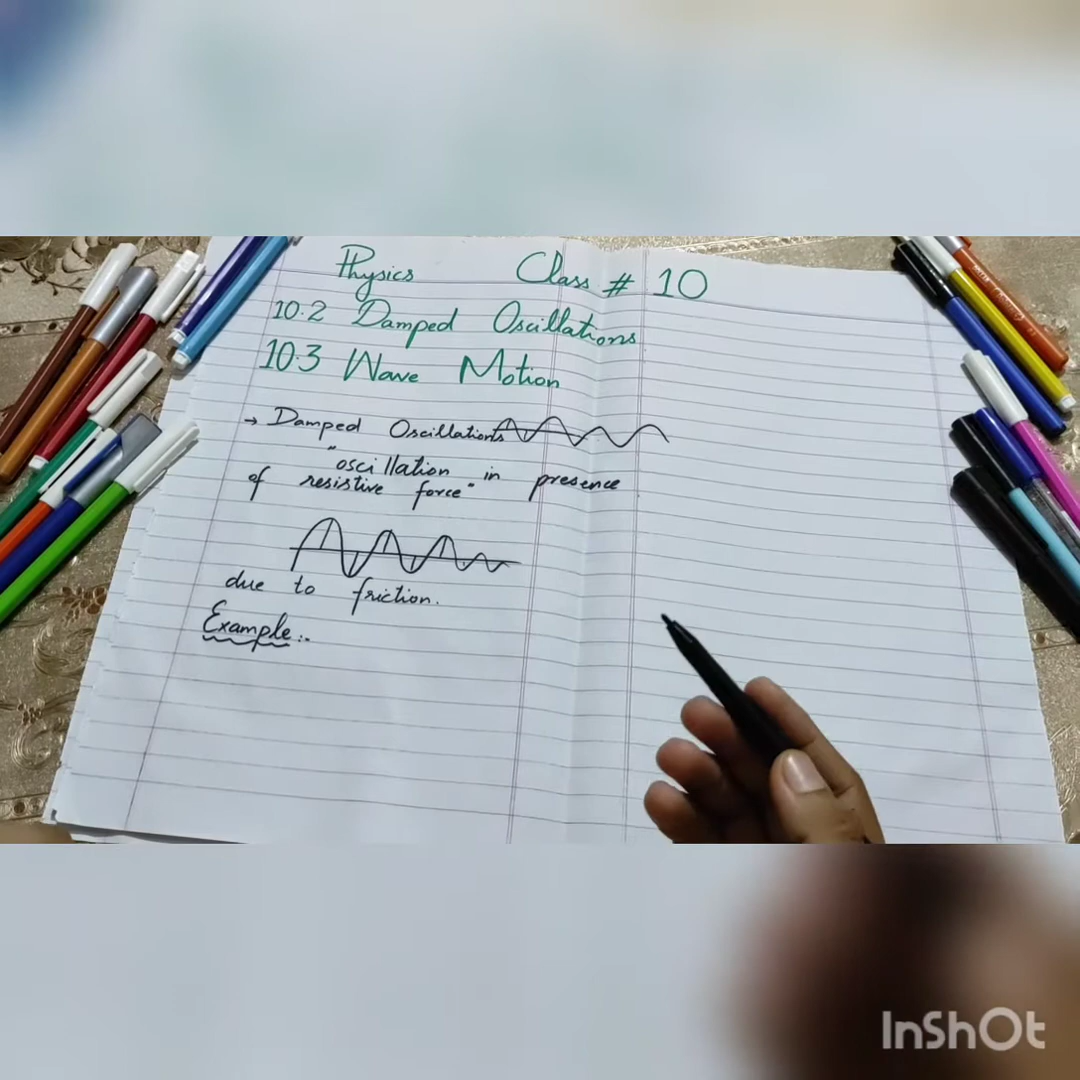 Physics Class # 10
10.2 Damped Oscillations
10.3 Wave Motion
→ Damped Oscillations
"oscillation in presence
of resistive force"
due to friction.
Example:-
InShOt